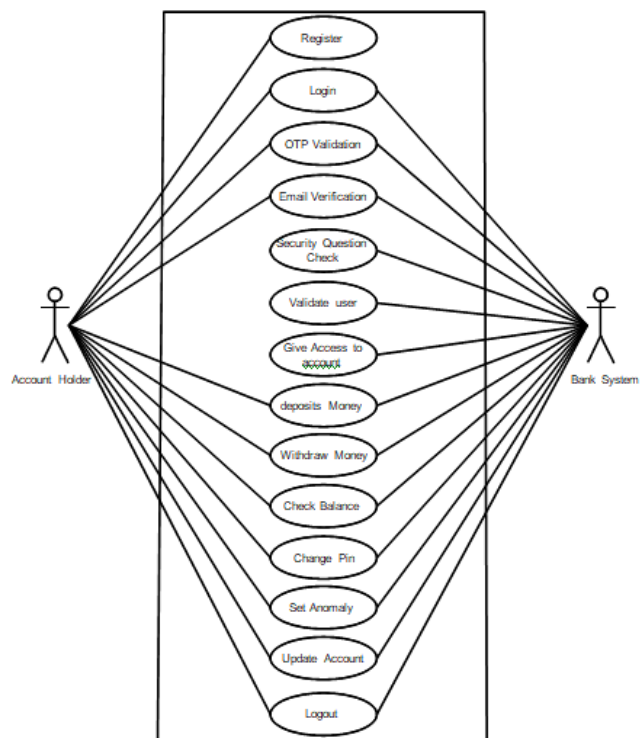 Register
Login
OTP Validation
Email Verification
Security Question
Check
Validate user
Give Access to
account
Account Holder
Bank System
deposits Money
Withdraw Money
Check Balance
Change Pin
Set Anomaly
Update Account
Logout